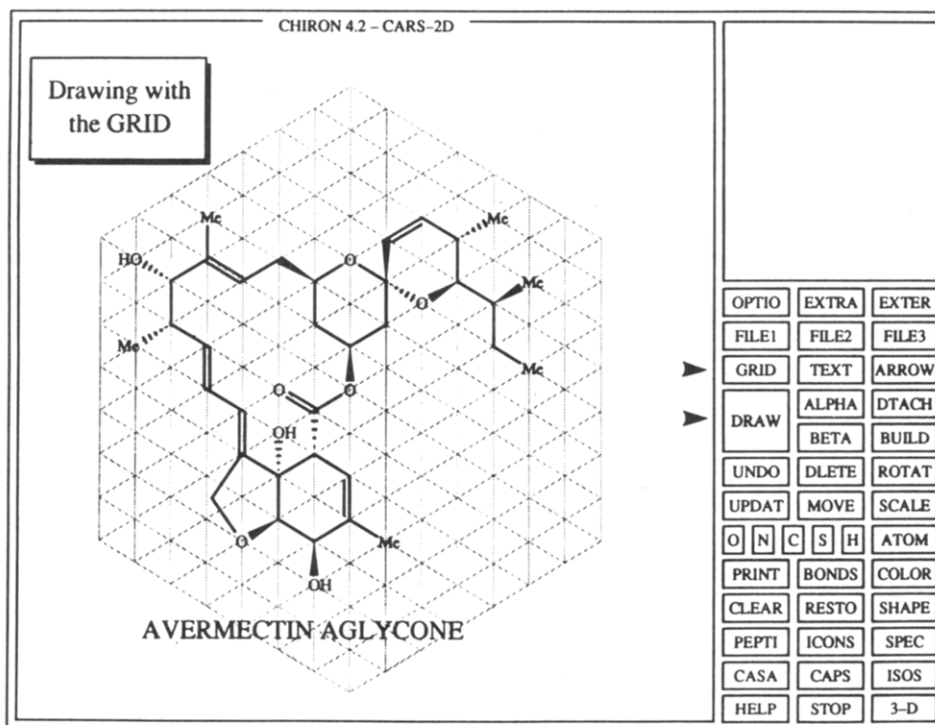 CHIRON 4.2 – CARS–2D
Drawing with
the GRID
Me
Me
HO
O
Me
O
Me
Me
O
O
OH
O
Me
OH
AVERMECTIN AGLYCONE
OPTIO EXTRA EXTER
FILE1 FILE2 FILE3
GRID TEXT ARROW
DRAW ALPHA DTACH
BETA BUILD
UNDO DLETE ROTAT
UPDAT MOVE SCALE
O N C S H ATOM
PRINT BONDS COLOR
CLEAR RESTO SHAPE
PEPTI ICONS SPEC
CASA CAPS ISOS
HELP STOP 3–D